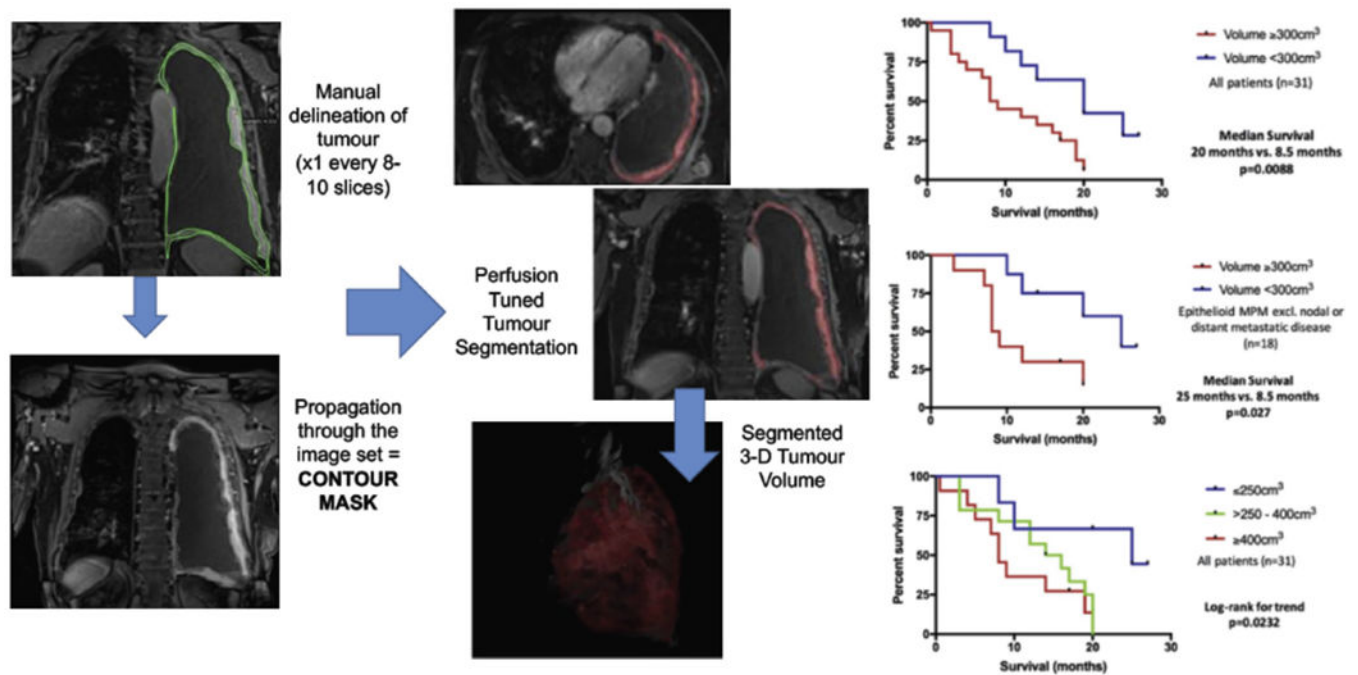 Manual
delineation of
tumour
(x1 every 8-
10 slices)
Propagation
through the
image set =
CONTOUR
MASK
Perfusion
Tuned
Tumour
Segmentation
Segmented
3-D Tumour
Volume
Percent survival
100
75
50
25
0
0
10
20
30
Survival (months)
Volume ≥300cm³
Volume <300cm³
All patients (n=31)
Median Survival
20 months vs. 8.5 months
p=0.0088
Percent survival
100
75
50
25
0
0
10
20
30
Survival (months)
Volume ≥300cm³
Volume <300cm³
Epithelioid MPM excl. nodal or
distant metastatic disease
(n=18)
Median Survival
25 months vs. 8.5 months
p=0.027
Percent survival
100
75
50
25
0
0
10
20
30
Survival (months)
≤250cm³
>250 - 400cm³
≥400cm³
All patients (n=31)
Log-rank for trend
p=0.0232